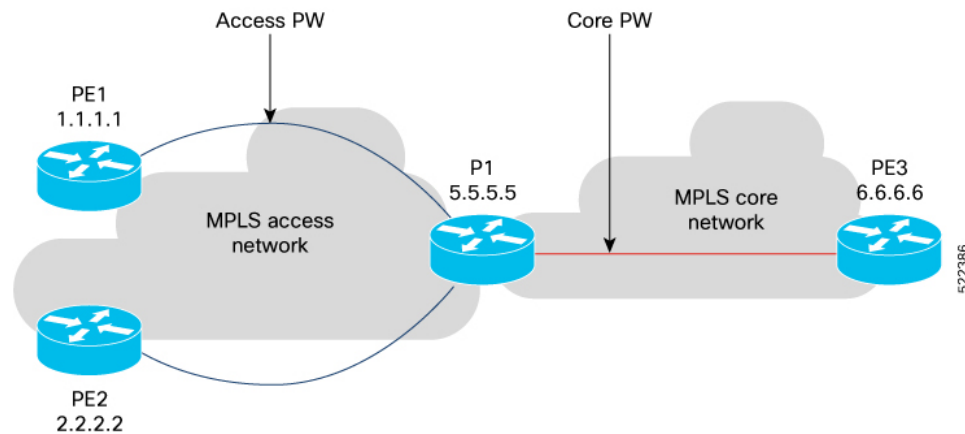 Access PW
Core PW
PE1
1.1.1.1
P1
5.5.5.5
PE3
6.6.6.6
MPLS access
network
MPLS core
network
PE2
2.2.2.2
522386